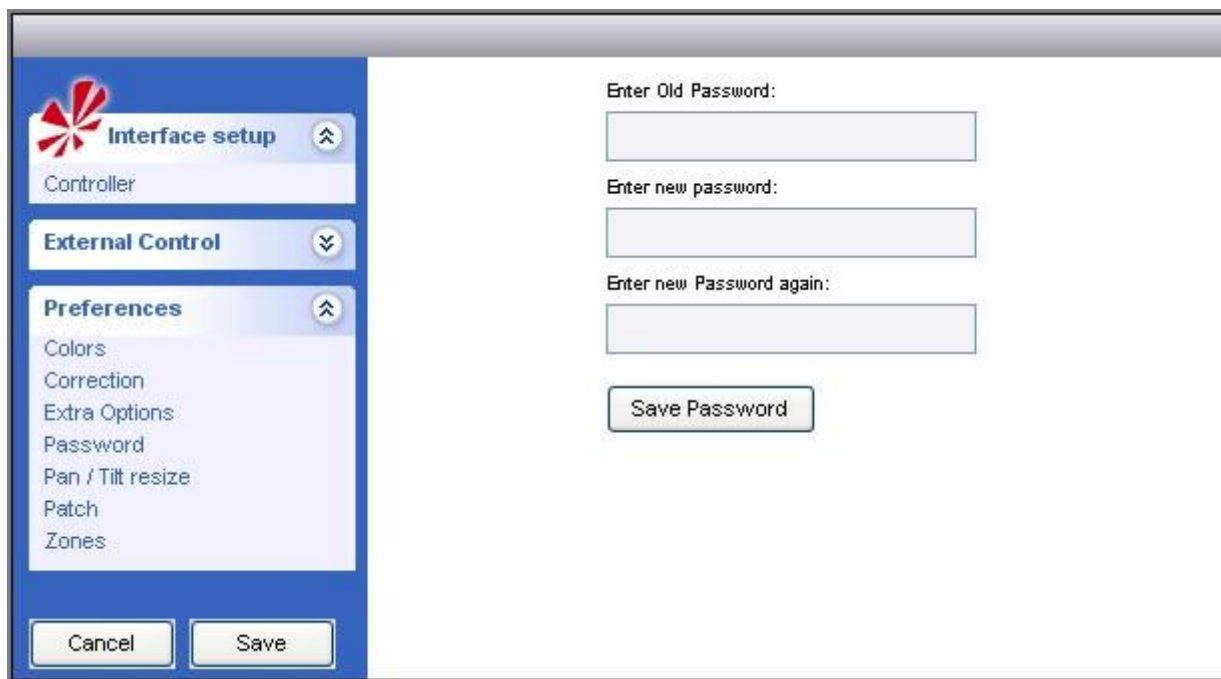 Interface setup
Controller
External Control
Preferences
Colors
Correction
Extra Options
Password
Pan / Tilt resize
Patch
Zones
Cancel
Save
Enter Old Password:
Enter new password:
Enter new Password again:
Save Password